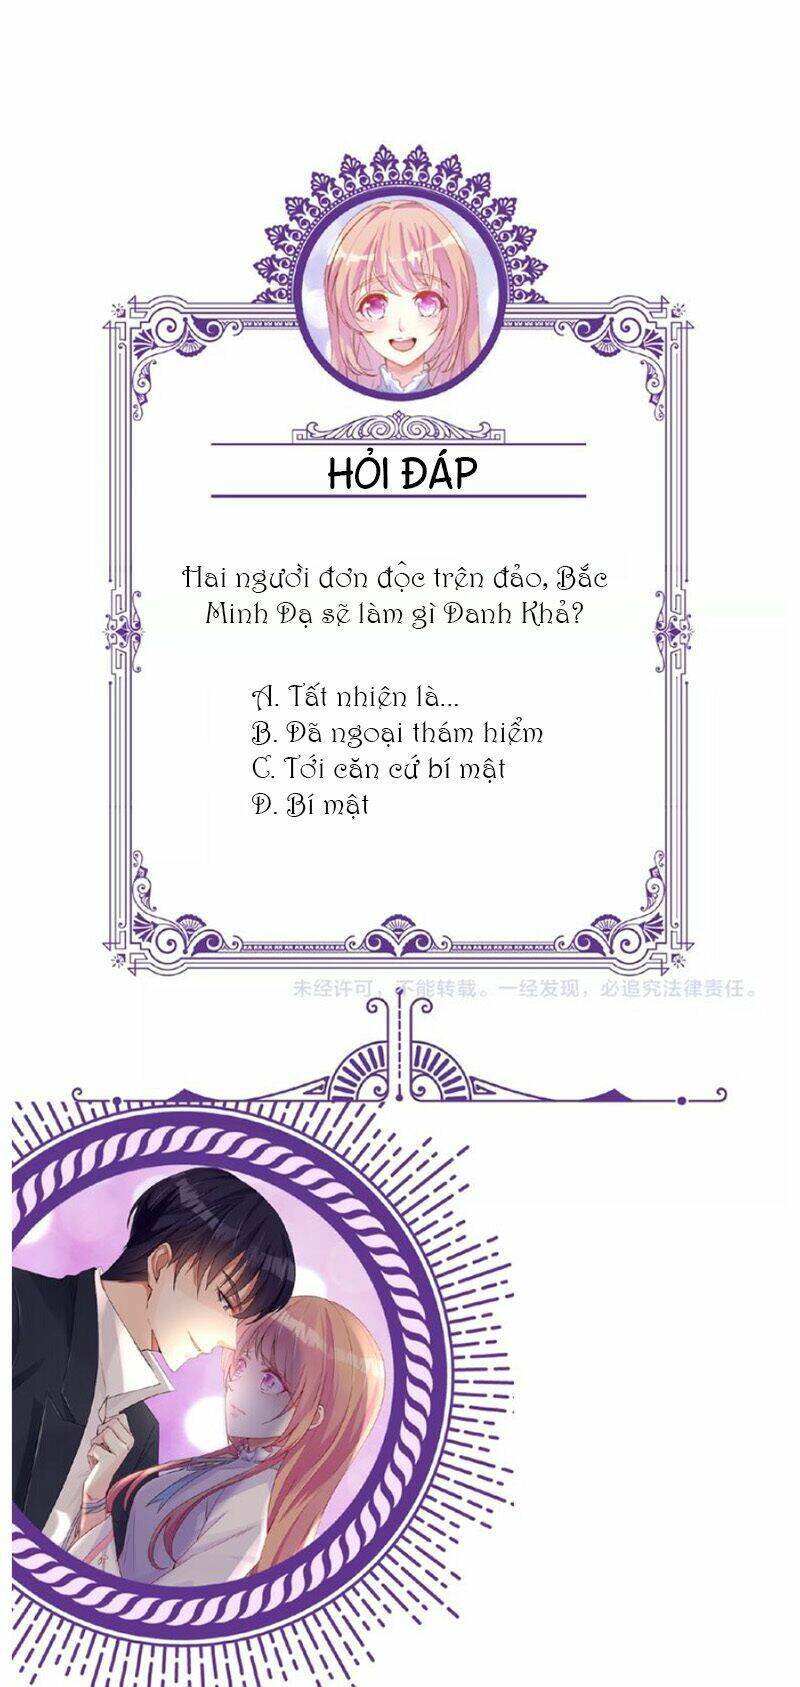 HỎI ĐÁP
Hai người đơn độc trên đảo, Bắc
Minh Dạ sẽ làm gì Danh Khả?
A. Tất nhiên là...
B. Dã ngoại thám hiểm
C. Tới căn cứ bí mật
D. Bí mật
未经许可，不能转载。一经发现，必追究法律责任。